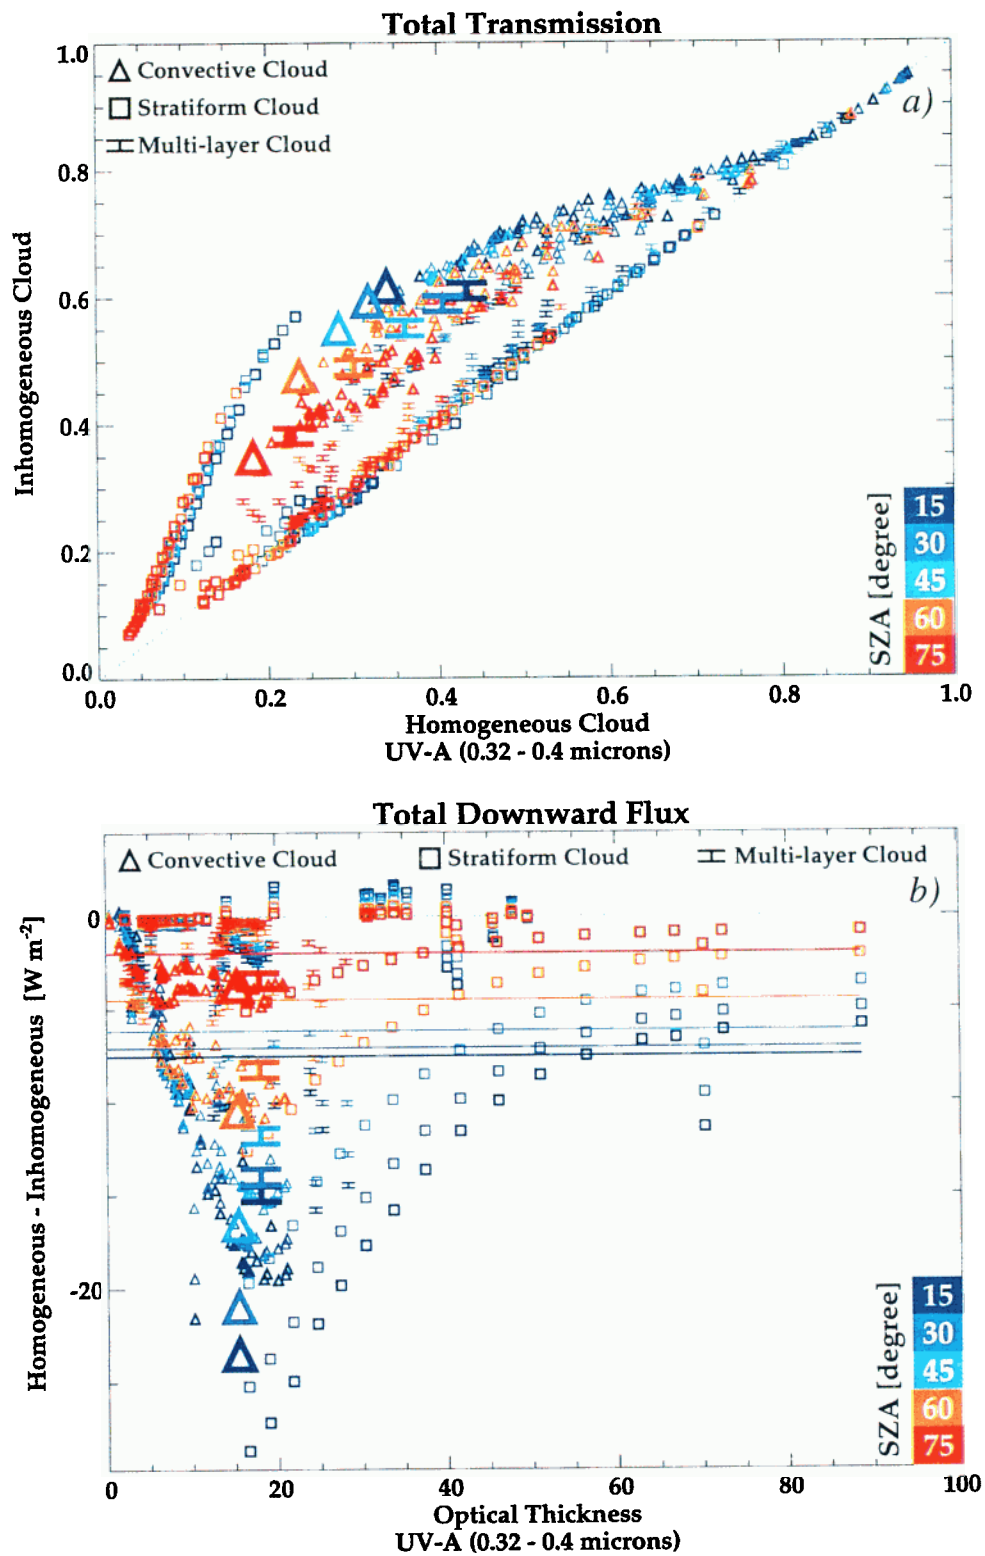 Total Transmission
1.0
Convective Cloud
Stratiform Cloud
Multi-layer Cloud
a)
0.8
0.6
0.4
0.2
0.0
Inhomogeneous Cloud
SZA [degree]
15
30
45
60
75
0.0 0.2 0.4 0.6 0.8 1.0
Homogeneous Cloud
UV-A (0.32 - 0.4 microns)
Total Downward Flux
Convective Cloud Stratiform Cloud Multi-layer Cloud
b)
0
-20
Homogeneous - Inhomogeneous [W m-2]
SZA [degree]
15
30
45
60
75
0 20 40 60 80 100
Optical Thickness
UV-A (0.32 - 0.4 microns)